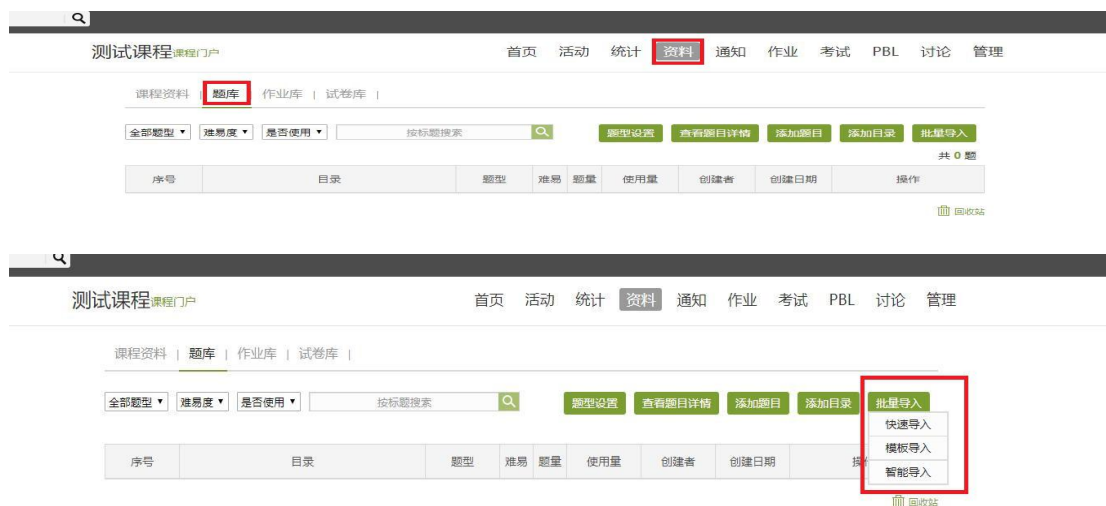 测试课程课程门户 首页 活动 统计 资料 通知 作业 考试 PBL 讨论 管理
课程资料 | 题库 作业库 | 试卷库 |
全部题型 难易度 是否使用 按标题搜索 题型设置 查看题目详情 添加题目 添加目录 批量导入
共 0 题
序号 目录 题型 难易 题量 使用量 创建者 创建日期 操作
回收站
测试课程课程门户 首页 活动 统计 资料 通知 作业 考试 PBL 讨论 管理
课程资料 | 题库 | 作业库 | 试卷库 |
全部题型 难易度 是否使用 按标题搜索 题型设置 查看题目详情 添加题目 添加目录 批量导入
快速导入
模板导入
序号 目录 题型 难易 题量 使用量 创建者 创建日期 操
智能导入
回收站